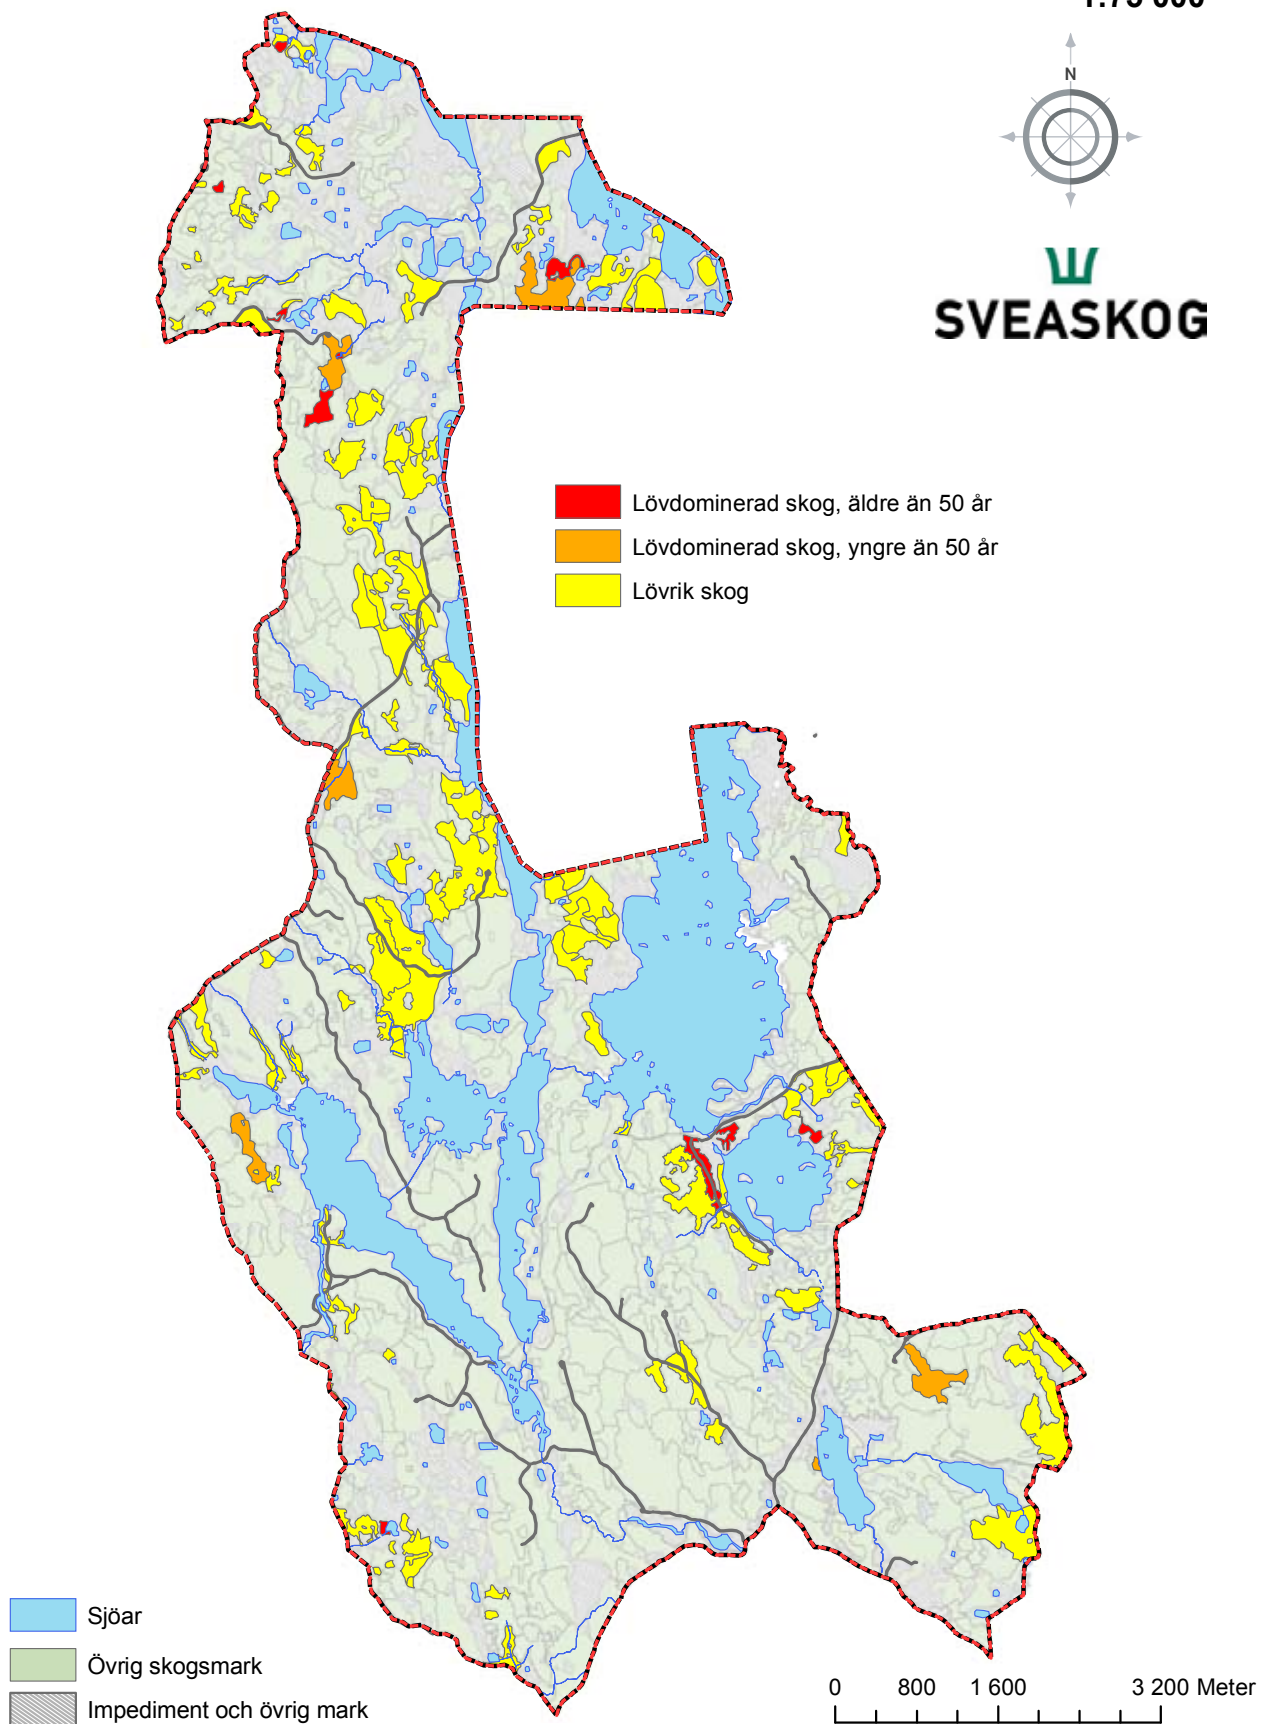 N
SVEASKOG
Lövdominerad skog, äldre än 50 år
Lövdominerad skog, yngre än 50 år
Lövrik skog
Sjöar
Övrig skogsmark
Impediment och övrig mark
0 800 1 600 3 200 Meter